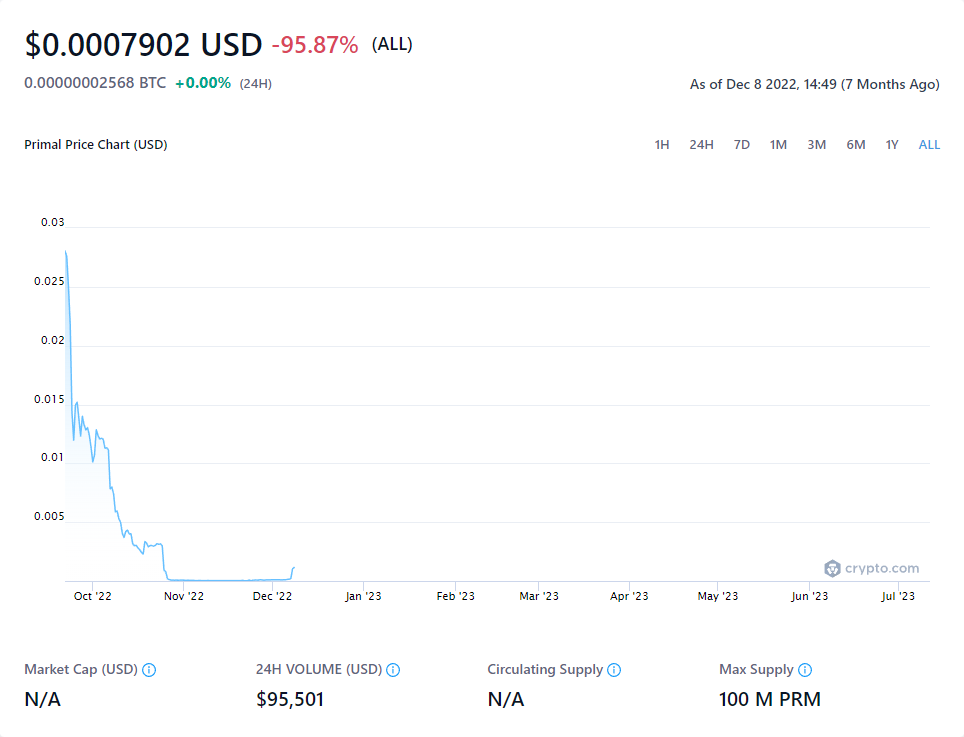 $0.0007902 USD -95.87% (ALL)
0.00000002568 BTC +0.00% (24H)
As of Dec 8 2022, 14:49 (7 Months Ago)
Primal Price Chart (USD)
1H 24H 7D 1M 3M 6M 1Y ALL
0.03
0.025
0.02
0.015
0.01
0.005
crypto.com
Oct '22 Nov '22 Dec '22 Jan '23 Feb '23 Mar '23 Apr '23 May '23 Jun '23 Jul '23
Market Cap (USD) 24H VOLUME (USD) Circulating Supply Max Supply
N/A $95,501 N/A 100 M PRM